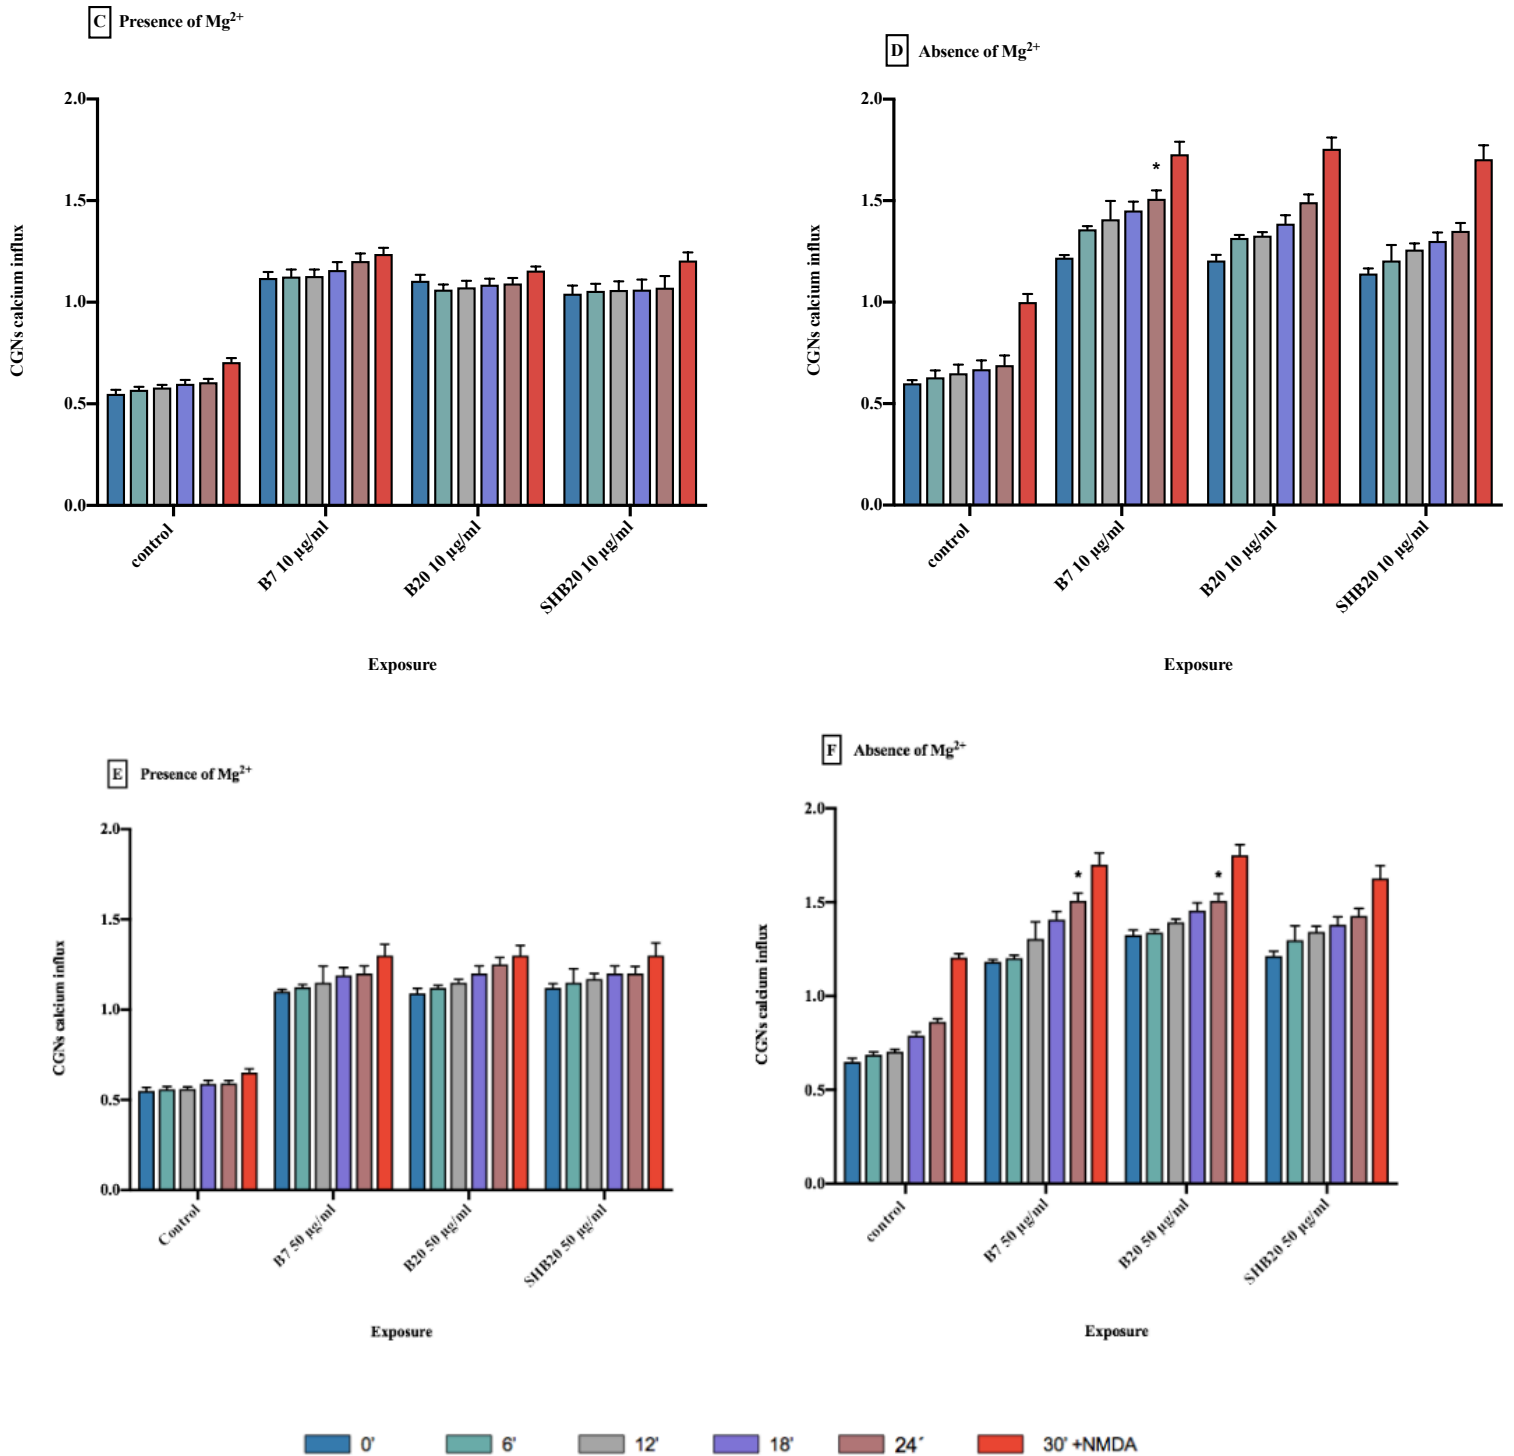 C Presence of Mg2+
2.0
1.5
1.0
0.5
0.0
CGNs calcium influx
control
B7 10 µg/ml
B20 10 µg/ml
SHB20 10 µg/ml
Exposure
D Absence of Mg2+
2.0
1.5
1.0
0.5
0.0
CGNs calcium influx
*
control
B7 10 µg/ml
B20 10 µg/ml
SHB20 10 µg/ml
Exposure
E Presence of Mg2+
2.0
1.5
1.0
0.5
0.0
CGNs calcium influx
Control
B7 50 µg/ml
B20 50 µg/ml
SHB20 50 µg/ml
Exposure
F Absence of Mg2+
2.0
1.5
1.0
0.5
0.0
CGNs calcium influx
* *
control
B7 50 µg/ml
B20 50 µg/ml
SHB20 50 µg/ml
Exposure
0' 6' 12' 18' 24´ 30' +NMDA